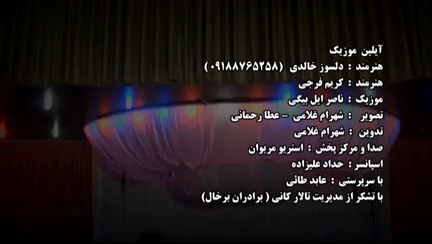 آیلین موزیک
هنرمند : دلسوز خالدی (۰۹۱۸۸۷۶۵۲۵۸)
هنرمند : کریم فرجی
موزیک : ناصر ایل بیگی
تصویر : شهرام غلامی - عطا رحمانی
تدوین : شهرام غلامی
صدا و مرکز پخش : استریو مریوان
اسپانسر : حداد علیزاده
با سرپرستی : عابد طائی
با تشکر از مدیریت تالار کانی ( برادران برخال)